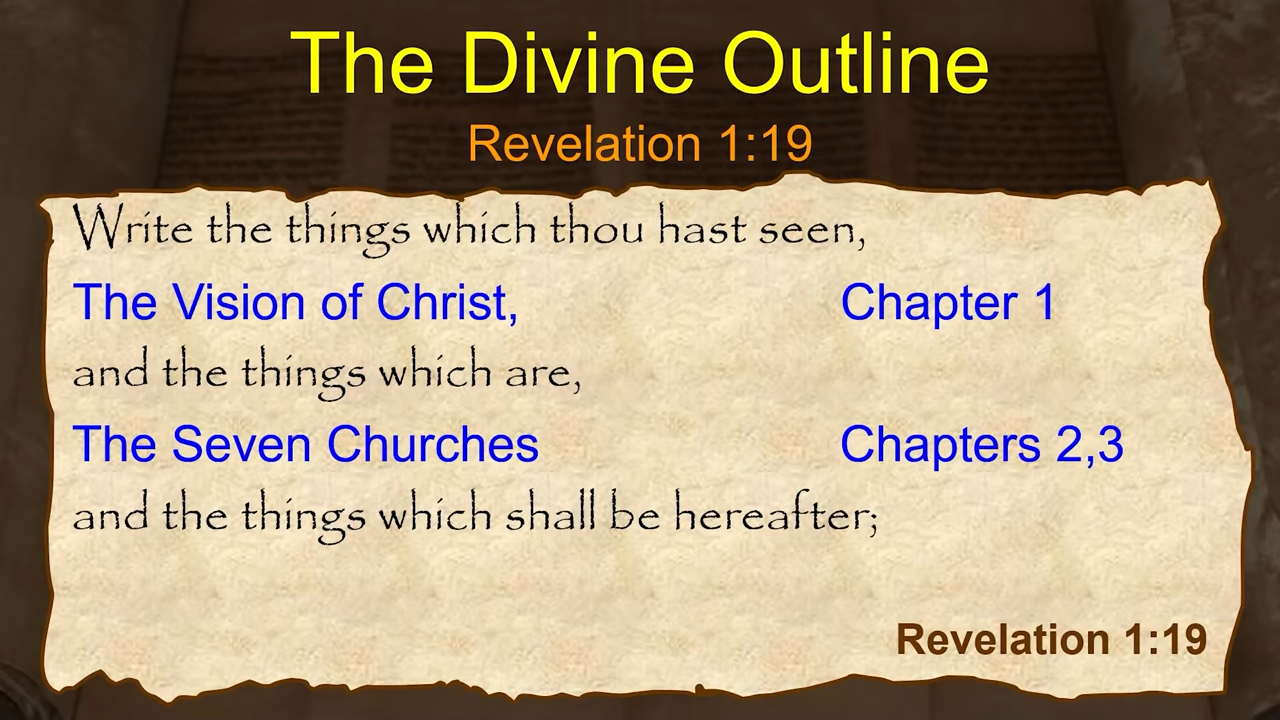 The Divine Outline
Revelation 1:19
Write the things which thou hast seen,
The Vision of Christ, Chapter 1
and the things which are,
The Seven Churches Chapters 2,3
and the things which shall be hereafter;
Revelation 1:19